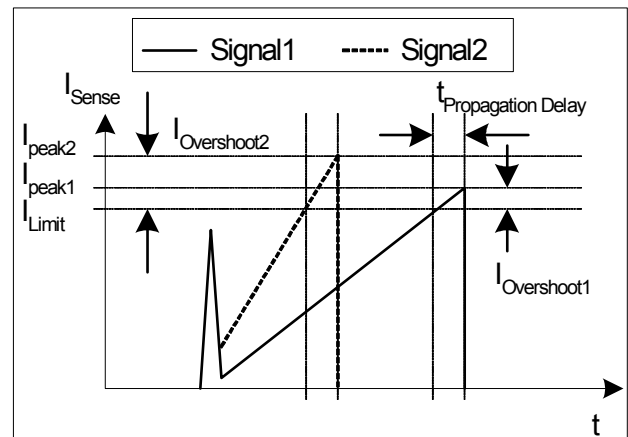 Signal1 Signal2
I_Sense
t_Propagation Delay
I_peak2
I_Overshoot2
I_peak1
I_Limit
I_Overshoot1
t